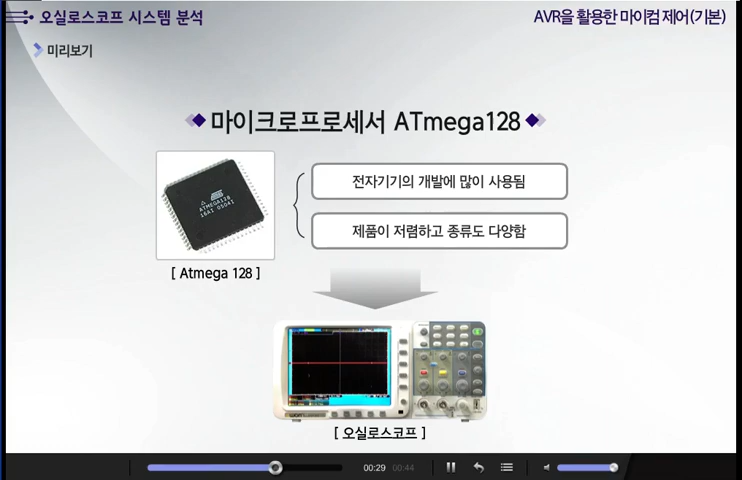 오실로스코프 시스템 분석
AVR을 활용한 마이컴 제어(기본)
미리보기
마이크로프로세서 ATmega128
ATMEGA128
16AI 0504I
전자기기의 개발에 많이 사용됨
제품이 저렴하고 종류도 다양함
[ Atmega 128 ]
[ 오실로스코프 ]
00:29 00:44